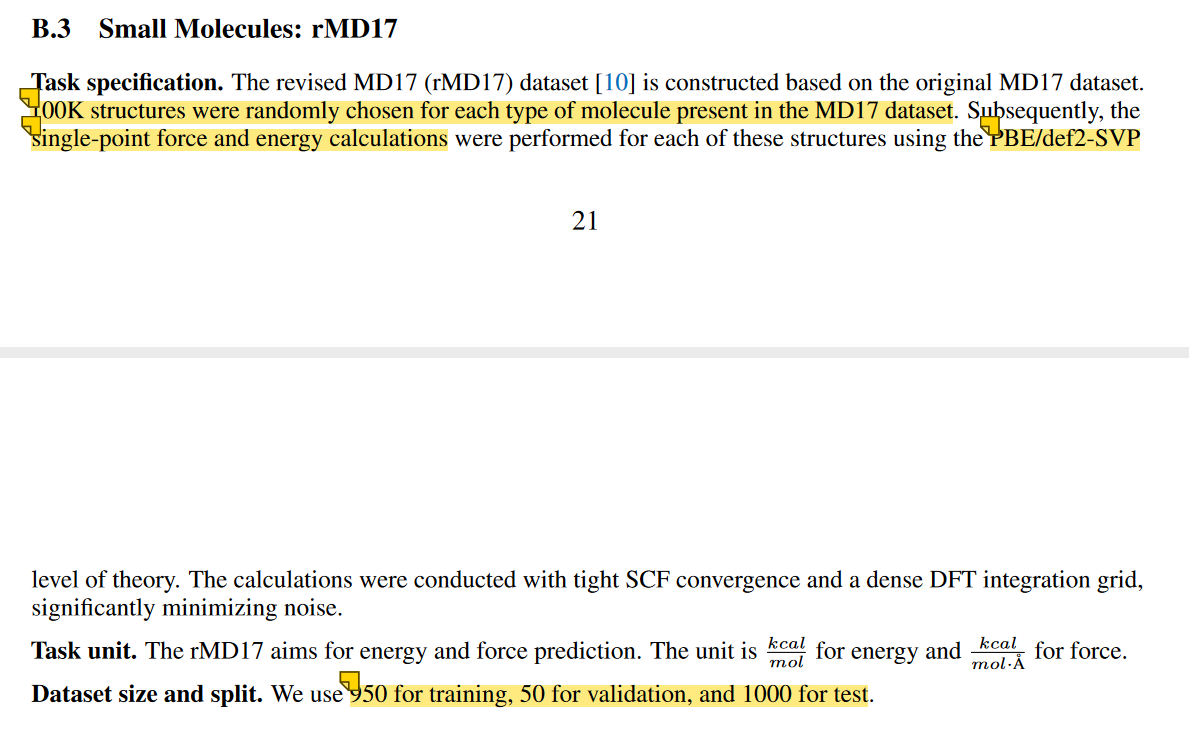 B.3 Small Molecules: rMD17
Task specification. The revised MD17 (rMD17) dataset [10] is constructed based on the original MD17 dataset.
100K structures were randomly chosen for each type of molecule present in the MD17 dataset. Subsequently, the
single-point force and energy calculations were performed for each of these structures using the PBE/def2-SVP
21
level of theory. The calculations were conducted with tight SCF convergence and a dense DFT integration grid,
significantly minimizing noise.
Task unit. The rMD17 aims for energy and force prediction. The unit is kcal/mol for energy and kcal/mol·Å for force.
Dataset size and split. We use 950 for training, 50 for validation, and 1000 for test.